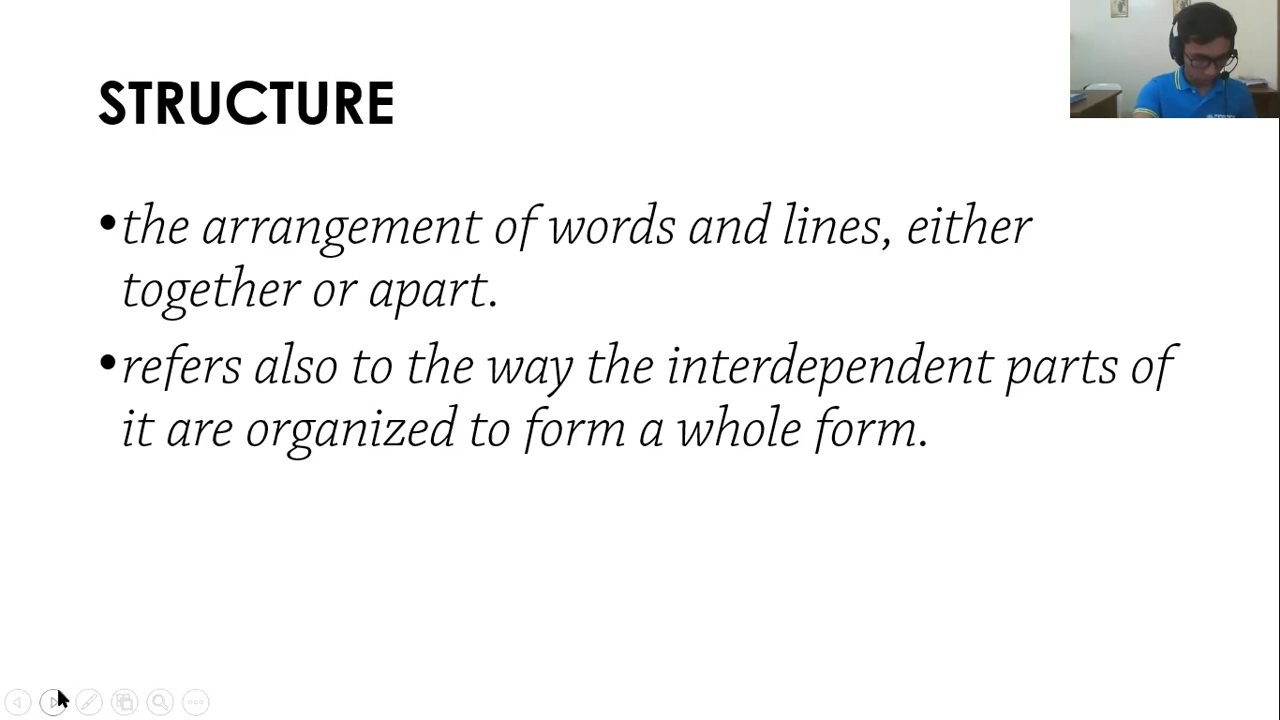 STRUCTURE
•the arrangement of words and lines, either
together or apart.
•refers also to the way the interdependent parts of
it are organized to form a whole form.